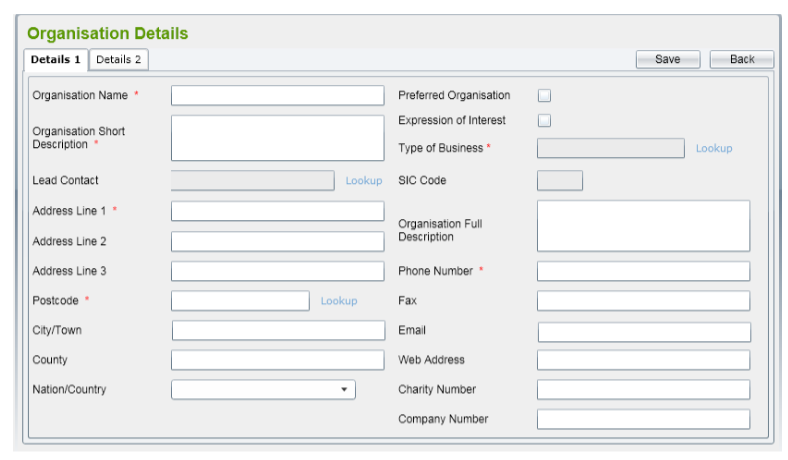 Organisation Details
Details 1 Details 2 Save Back
Organisation Name *
Organisation Short
Description *
Lead Contact Lookup
Address Line 1 *
Address Line 2
Address Line 3
Postcode * Lookup
City/Town
County
Nation/Country
Preferred Organisation
Expression of Interest
Type of Business * Lookup
SIC Code
Organisation Full
Description
Phone Number *
Fax
Email
Web Address
Charity Number
Company Number